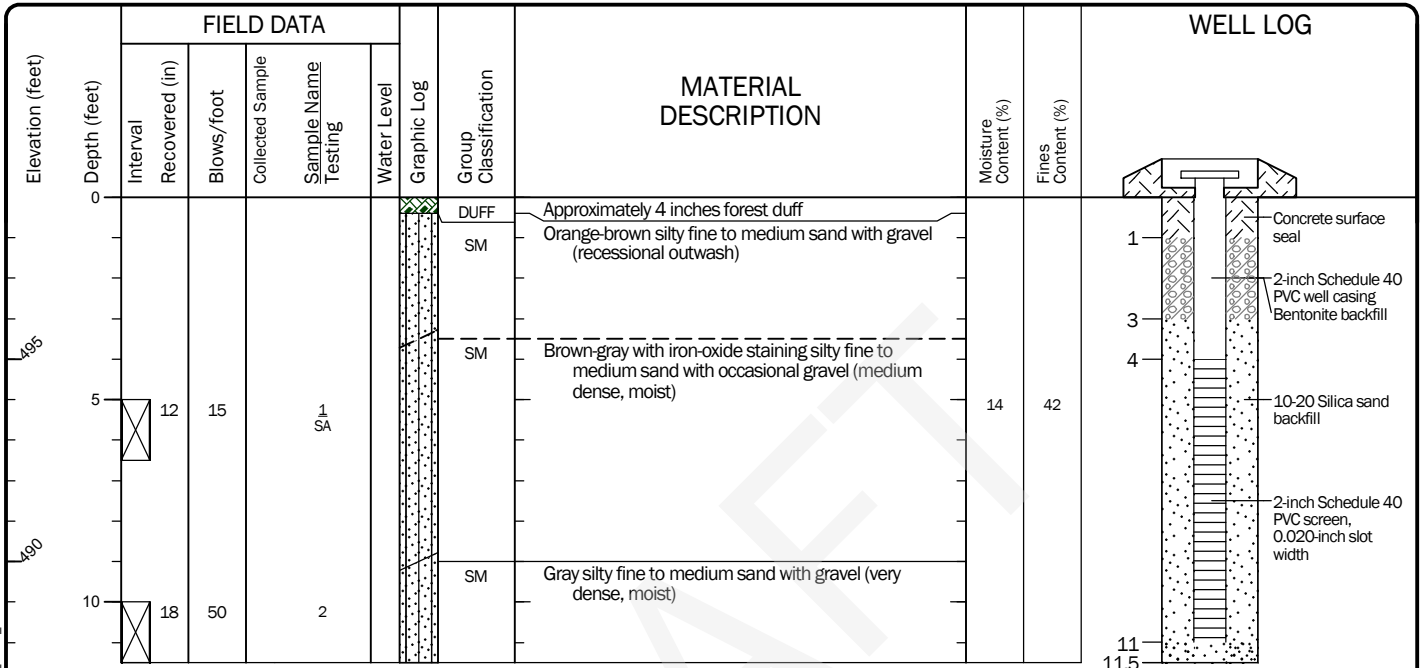 FIELD DATA
WELL LOG
Elevation (feet)
Depth (feet)
Interval
Recovered (in)
Blows/foot
Collected Sample
Sample Name
Testing
Water Level
Graphic Log
Group
Classification
MATERIAL
DESCRIPTION
Moisture
Content (%)
Fines
Content (%)
0
DUFF
Approximately 4 inches forest duff
SM
Orange-brown silty fine to medium sand with gravel
(recessional outwash)
1
Concrete surface
seal
2-inch Schedule 40
PVC well casing
Bentonite backfill
3
495
SM
Brown-gray with iron-oxide staining silty fine to
medium sand with occasional gravel (medium
dense, moist)
4
5
12
15
1
SA
14
42
10-20 Silica sand
backfill
2-inch Schedule 40
PVC screen,
0.020-inch slot
width
490
SM
Gray silty fine to medium sand with gravel (very
dense, moist)
10
18
50
2
11
11.5
AFT